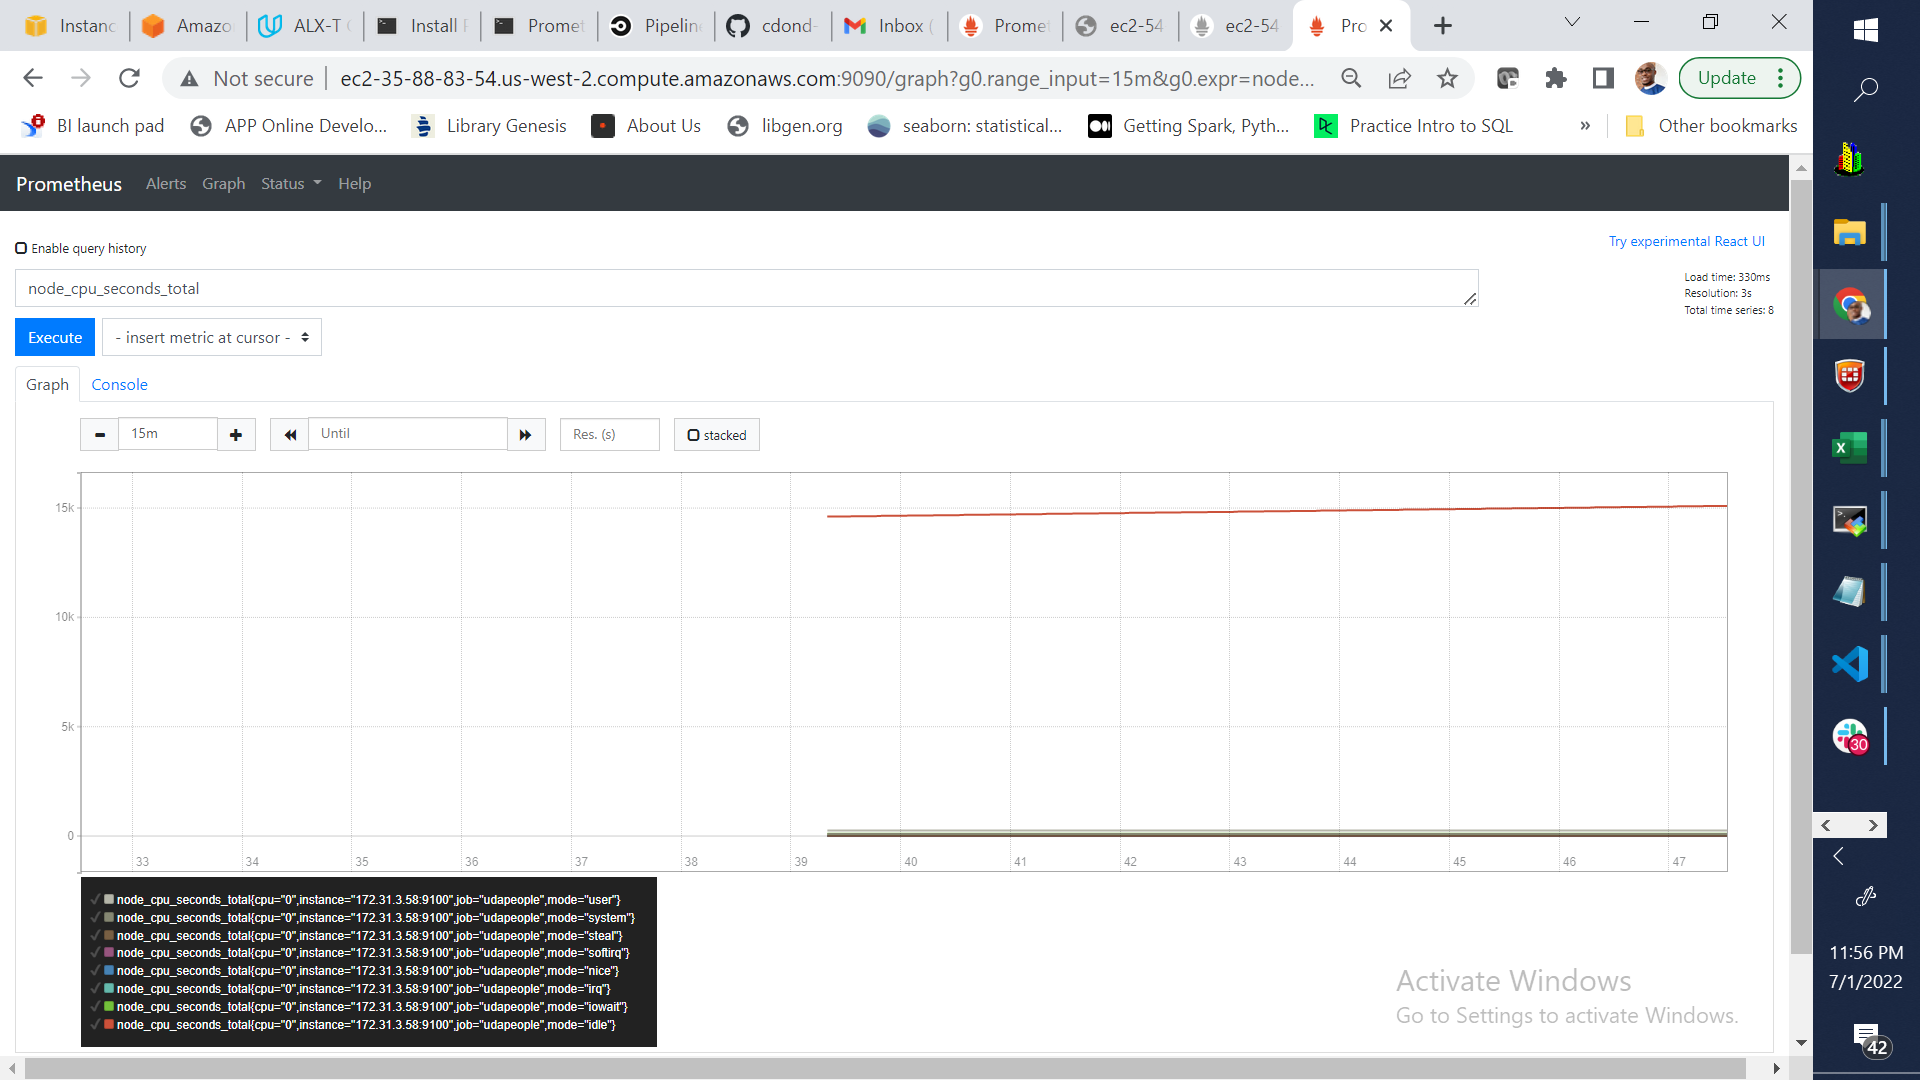 Instanc
Amazo
ALX-T
Install
Promet
Pipeline
cdond-
Inbox (
Promet
ec2-54
ec2-54
Pro
Not secure
ec2-35-88-83-54.us-west-2.compute.amazonaws.com:9090/graph?g0.range_input=15m&g0.expr=node...
Update
BI launch pad
APP Online Develo...
Library Genesis
About Us
libgen.org
seaborn: statistical...
Getting Spark, Pyth...
Practice Intro to SQL
»
Other bookmarks
Prometheus
Alerts
Graph
Status
Help
Enable query history
Try experimental React UI
node_cpu_seconds_total
Load time: 330ms
Resolution: 3s
Total time series: 8
Execute
- insert metric at cursor -
Graph
Console
15m
Until
Res. (s)
stacked
15k
10k
5k
0
33 34 35 36 37 38 39 40 41 42 43 44 45 46 47
node_cpu_seconds_total{cpu="0",instance="172.31.3.58:9100",job="udapeople",mode="user"}
node_cpu_seconds_total{cpu="0",instance="172.31.3.58:9100",job="udapeople",mode="system"}
node_cpu_seconds_total{cpu="0",instance="172.31.3.58:9100",job="udapeople",mode="steal"}
node_cpu_seconds_total{cpu="0",instance="172.31.3.58:9100",job="udapeople",mode="softirq"}
node_cpu_seconds_total{cpu="0",instance="172.31.3.58:9100",job="udapeople",mode="nice"}
node_cpu_seconds_total{cpu="0",instance="172.31.3.58:9100",job="udapeople",mode="irq"}
node_cpu_seconds_total{cpu="0",instance="172.31.3.58:9100",job="udapeople",mode="iowait"}
node_cpu_seconds_total{cpu="0",instance="172.31.3.58:9100",job="udapeople",mode="idle"}
Activate Windows
Go to Settings to activate Windows.
30
11:56 PM
7/1/2022
42